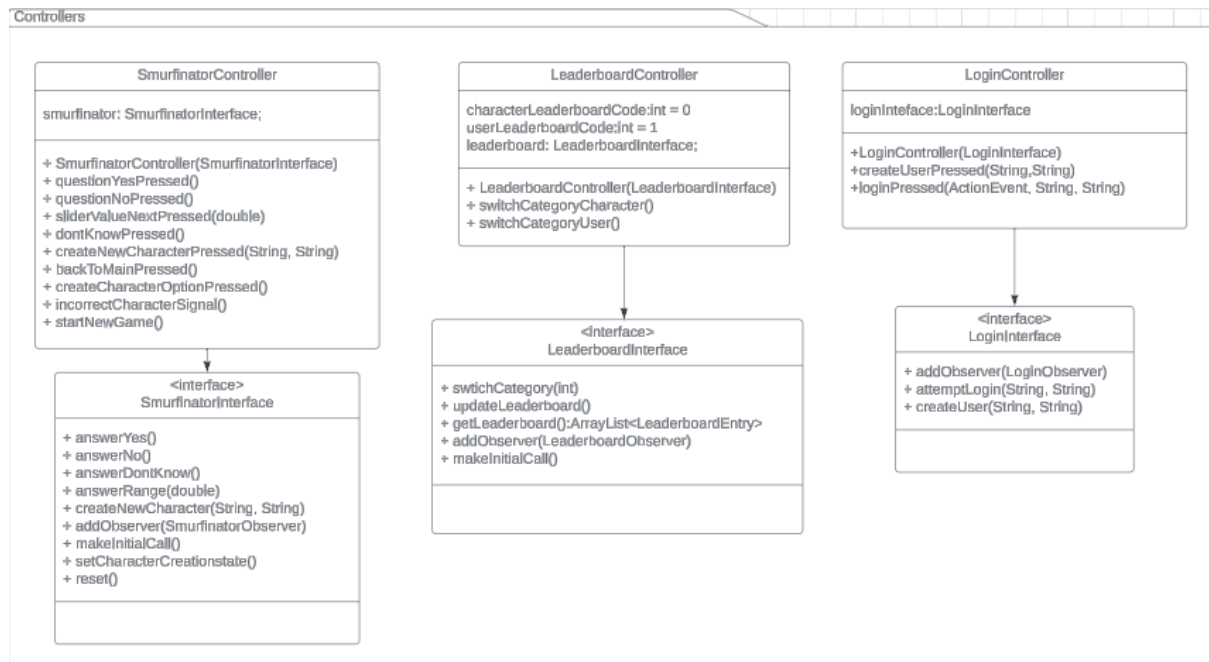 Controllers
SmurfinatorController
smurfinator: SmurfinatorInterface;
+ SmurfinatorController(SmurfinatorInterface)
+ questionYesPressed()
+ questionNoPressed()
+ sliderValueNextPressed(double)
+ dontKnowPressed()
+ createNewCharacterPressed(String, String)
+ backToMainPressed()
+ createCharacterOptionPressed()
+ incorrectCharacterSignal()
+ startNewGame()
<interface>
SmurfinatorInterface
+ answerYes()
+ answerNo()
+ answerDontKnow()
+ answerRange(double)
+ createNewCharacter(String, String)
+ addObserver(SmurfinatorObserver)
+ makeInitialCall()
+ setCharacterCreationstate()
+ reset()
LeaderboardController
characterLeaderboardCode:int = 0
userLeaderboardCode:int = 1
leaderboard: LeaderboardInterface;
+ LeaderboardController(LeaderboardInterface)
+ switchCategoryCharacter()
+ switchCategoryUser()
<interface>
LeaderboardInterface
+ swtichCategory(int)
+ updateLeaderboard()
+ getLeaderboard():ArrayList<LeaderboardEntry>
+ addObserver(LeaderboardObserver)
+ makeInitialCall()
LoginController
loginInteface:LoginInterface
+LoginController(LoginInterface)
+createUserPressed(String,String)
+loginPressed(ActionEvent, String, String)
<interface>
LoginInterface
+ addObserver(LoginObserver)
+ attemptLogin(String, String)
+ createUser(String, String)